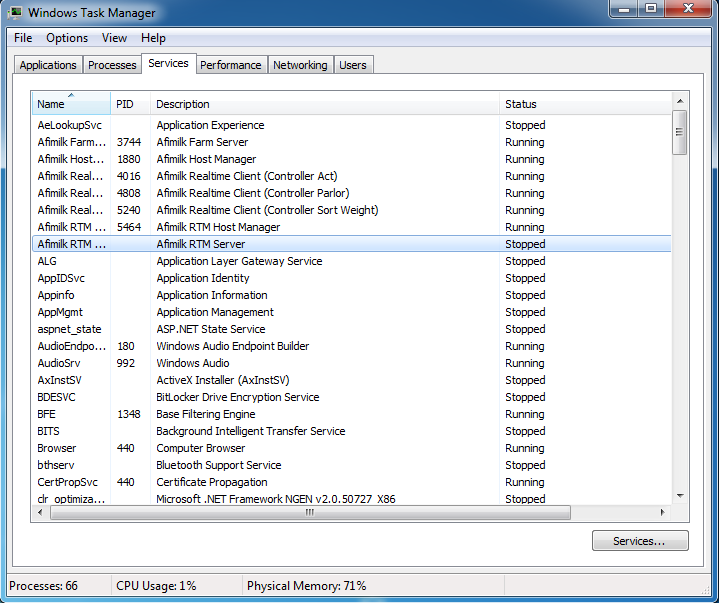 Windows Task Manager
File Options View Help
Applications Processes Services Performance Networking Users
Name PID Description Status
AeLookupSvc Application Experience Stopped
Afimilk Farm... 3744 Afimilk Farm Server Running
Afimilk Host... 1880 Afimilk Host Manager Running
Afimilk Real... 4016 Afimilk Realtime Client (Controller Act) Running
Afimilk Real... 4808 Afimilk Realtime Client (Controller Parlor) Running
Afimilk Real... 5240 Afimilk Realtime Client (Controller Sort Weight) Running
Afimilk RTM ... 5464 Afimilk RTM Host Manager Running
Afimilk RTM ... Afimilk RTM Server Stopped
ALG Application Layer Gateway Service Stopped
AppIDSvc Application Identity Stopped
Appinfo Application Information Stopped
AppMgmt Application Management Stopped
aspnet_state ASP.NET State Service Stopped
AudioEndpo... 180 Windows Audio Endpoint Builder Running
AudioSrv 992 Windows Audio Running
AxInstSV ActiveX Installer (AxInstSV) Stopped
BDESVC BitLocker Drive Encryption Service Stopped
BFE 1348 Base Filtering Engine Running
BITS Background Intelligent Transfer Service Stopped
Browser 440 Computer Browser Running
bthserv Bluetooth Support Service Stopped
CertPropSvc 440 Certificate Propagation Running
clr_optimiza... Microsoft .NET Framework NGEN v2.0.50727_X86 Stopped
Services...
Processes: 66 CPU Usage: 1% Physical Memory: 71%